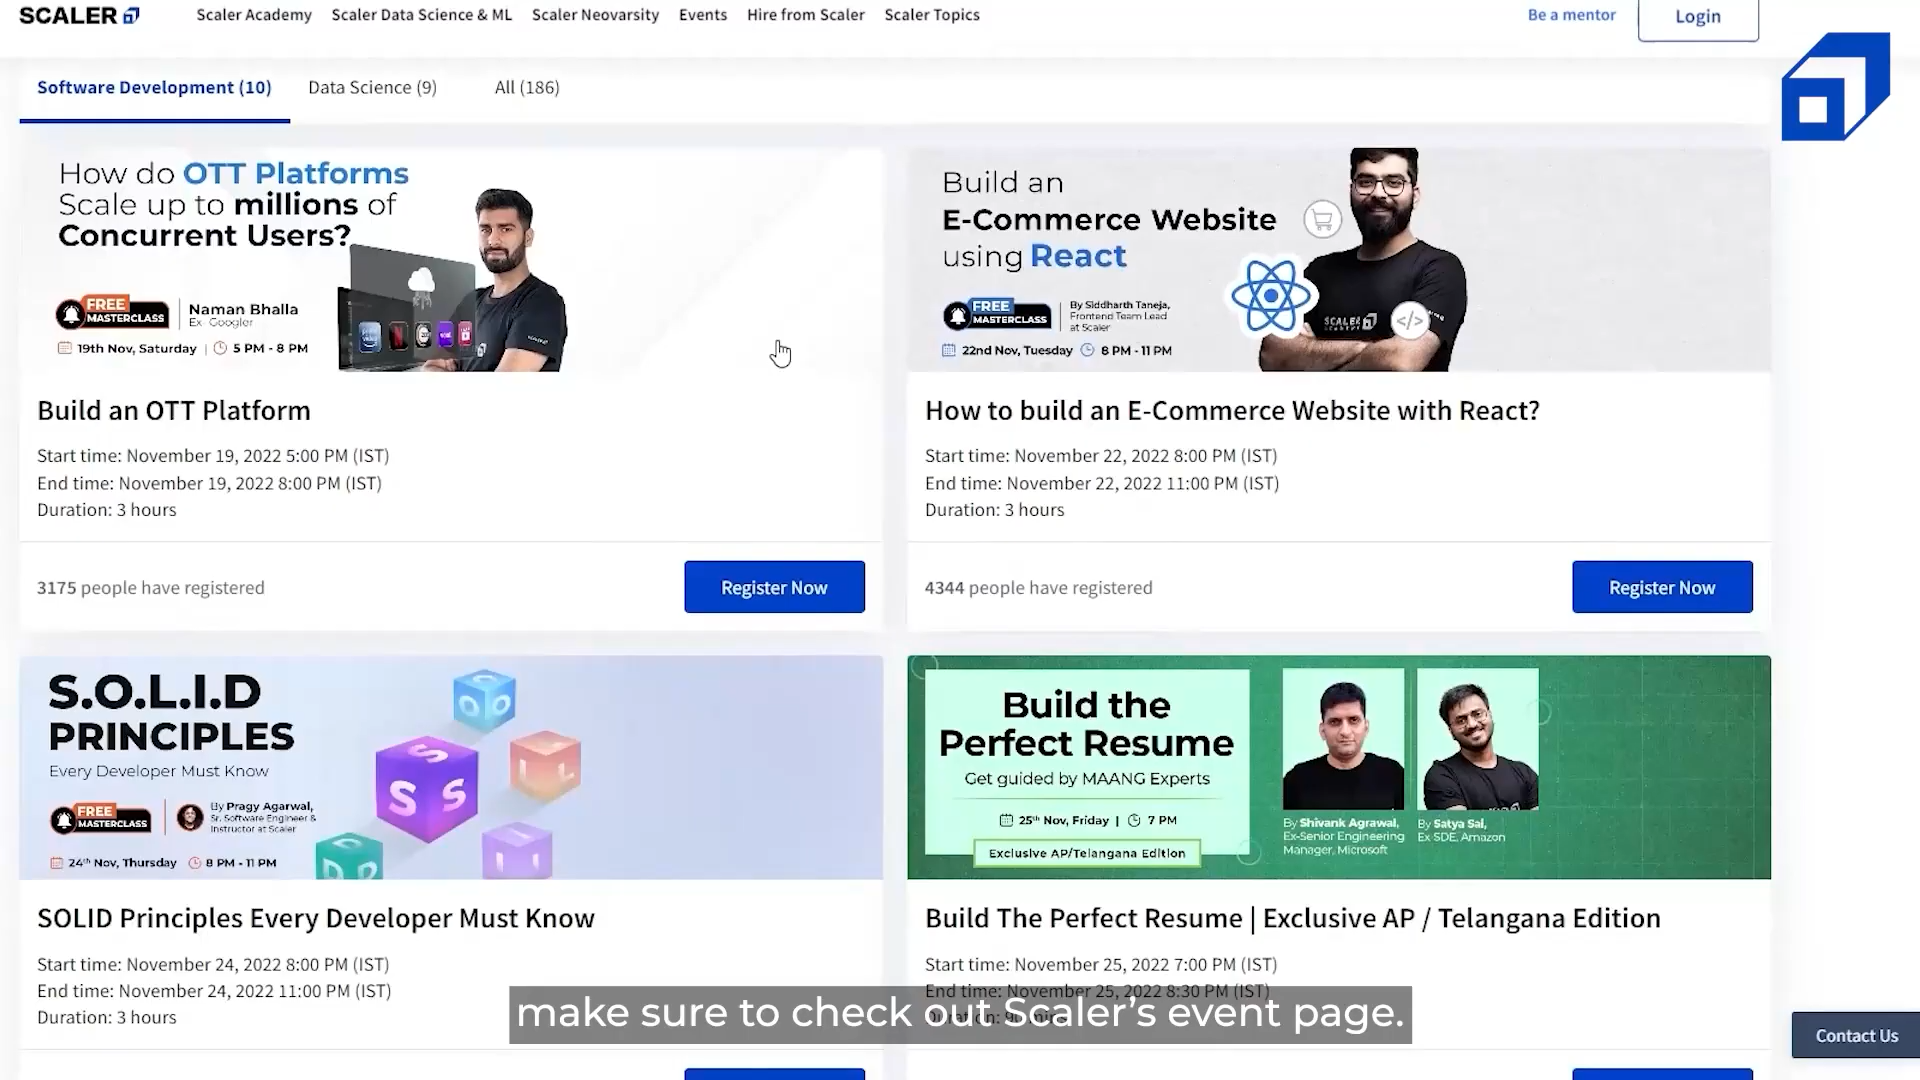 SCALER
Scaler Academy
Scaler Data Science & ML
Scaler Neovarsity
Events
Hire from Scaler
Scaler Topics
Be a mentor
Login
Software Development (10)
Data Science (9)
All (186)
How do OTT Platforms
Scale up to millions of
Concurrent Users?
FREE
MASTERCLASS
Naman Bhalla
Ex-Googler
19th Nov, Saturday | 5 PM - 8 PM
Build an OTT Platform
Start time: November 19, 2022 5:00 PM (IST)
End time: November 19, 2022 8:00 PM (IST)
Duration: 3 hours
3175 people have registered
Register Now
Build an
E-Commerce Website
using React
FREE
MASTERCLASS
By Siddharth Taneja,
Frontend Team Lead
at Scaler
22nd Nov, Tuesday 8 PM - 11 PM
SCALER
</>
How to build an E-Commerce Website with React?
Start time: November 22, 2022 8:00 PM (IST)
End time: November 22, 2022 11:00 PM (IST)
Duration: 3 hours
4344 people have registered
Register Now
S.O.L.I.D
PRINCIPLES
Every Developer Must Know
FREE
MASTERCLASS
By Pragy Agarwal,
Sr. Software Engineer &
Instructor at Scaler
24th Nov, Thursday 8 PM - 11 PM
O O
S S S
L L
I I
D D
SOLID Principles Every Developer Must Know
Start time: November 24, 2022 8:00 PM (IST)
End time: November 24, 2022 11:00 PM (IST)
Duration: 3 hours
Build the
Perfect Resume
Get guided by MAANG Experts
25th Nov, Friday | 7 PM
Exclusive AP/Telangana Edition
By Shivank Agrawal,
Ex-Senior Engineering
Manager, Microsoft
By Satya Sai,
Ex SDE, Amazon
Build The Perfect Resume | Exclusive AP / Telangana Edition
Start time: November 25, 2022 7:00 PM (IST)
End time: November 25, 2022 8:30 PM (IST)
make sure to check out Scaler's event page.
Contact Us